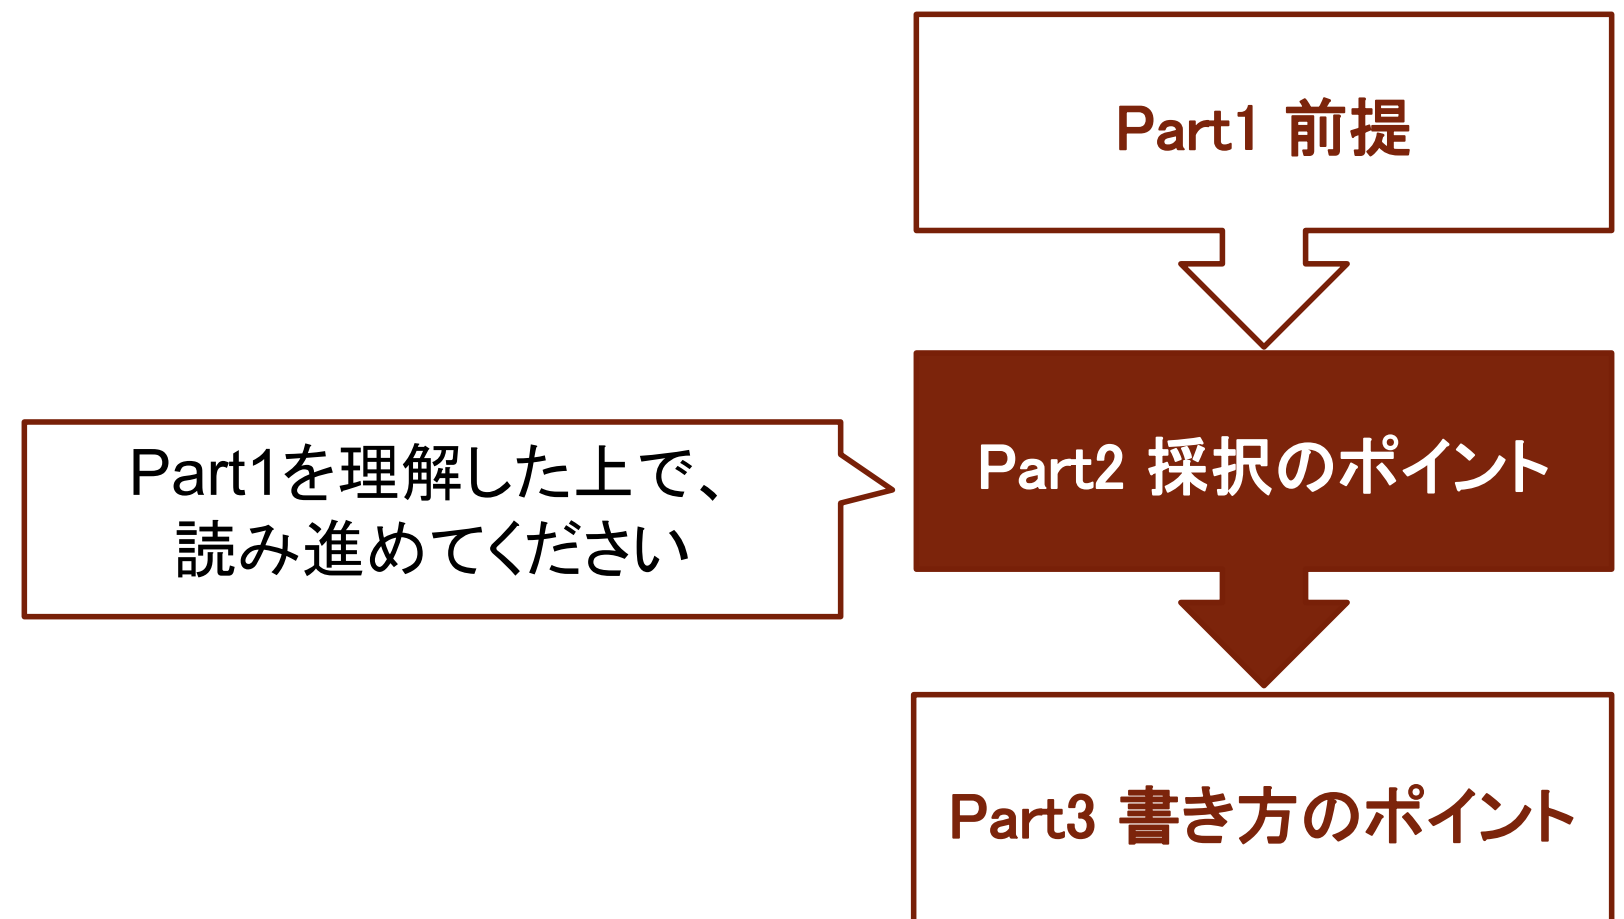 Part1 前提
Part1を理解した上で、
読み進めてください
Part2 採択のポイント
Part3 書き方のポイント